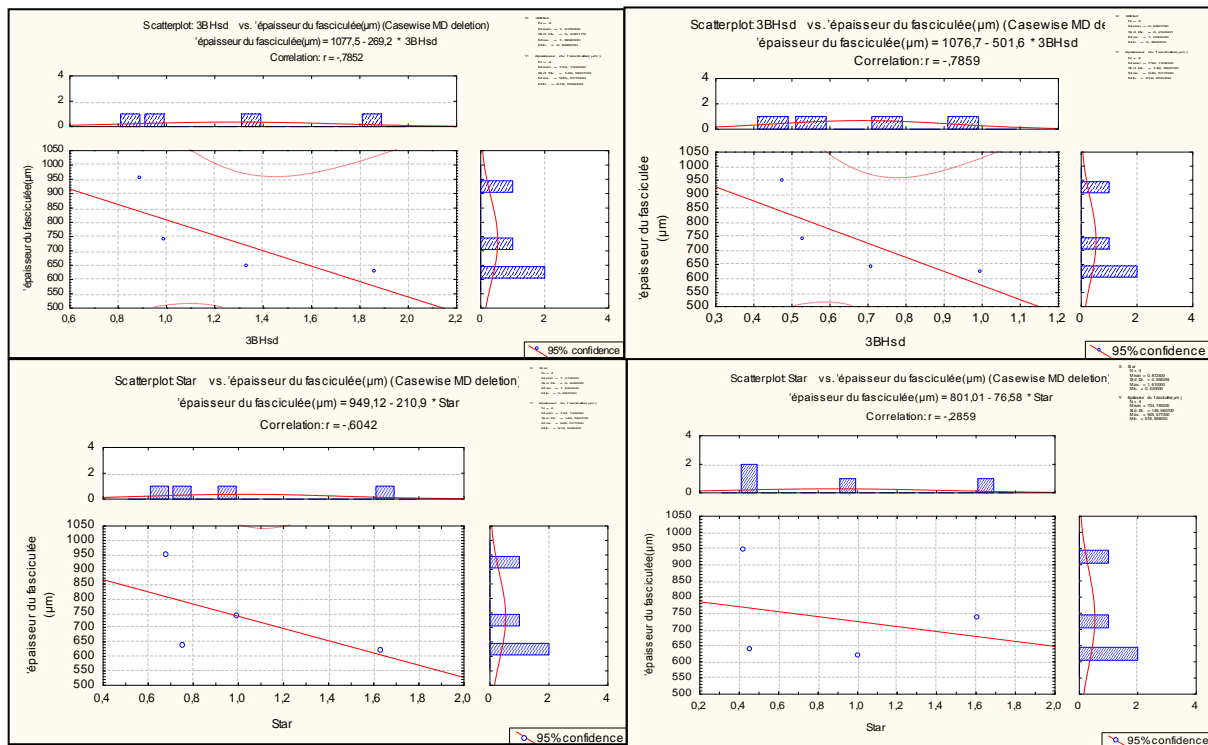 Scatterplot: 3BHsd vs. 'épaisseur du fasciculée(µm) (Casewise MD deletion)
'épaisseur du fasciculée(µm) = 1077,5 - 269,2 * 3BHsd
Correlation: r = -,7852
4
2
0
1050
1000
950
900
850
800
750
700
650
600
550
500
'épaisseur du fasciculée(µm)
0,6 0,8 1,0 1,2 1,4 1,6 1,8 2,0 2,2
0 2 4
3BHsd
95% confidence
Scatterplot: 3BHsd vs. 'épaisseur du fasciculée(µm) (Casewise MD de
'épaisseur du fasciculée(µm) = 1076,7 - 501,6 * 3BHsd
Correlation: r = -,7859
4
2
0
1050
1000
950
900
850
800
750
700
650
600
550
500
'épaisseur du fasciculée
(µm)
0,3 0,4 0,5 0,6 0,7 0,8 0,9 1,0 1,1 1,2
0 2 4
3BHsd
95% confidence
Scatterplot: Star vs. 'épaisseur du fasciculée(µm) (Casewise MD deletion)
'épaisseur du fasciculée(µm) = 949,12 - 210,9 * Star
Correlation: r = -,6042
4
2
0
1050
1000
950
900
850
800
750
700
650
600
550
500
'épaisseur du fasciculée
(µm)
0,4 0,6 0,8 1,0 1,2 1,4 1,6 1,8 2,0
0 2 4
Star
95% confidence
Scatterplot: Star vs. 'épaisseur du fasciculée(µm) (Casewise MD deletion)
'épaisseur du fasciculée(µm) = 801,01 - 76,58 * Star
Correlation: r = -,2859
4
2
0
1050
1000
950
900
850
800
750
700
650
600
550
500
'épaisseur du fasciculée(µm)
0,2 0,4 0,6 0,8 1,0 1,2 1,4 1,6 1,8 2,0
0 2 4
Star
95% confidence